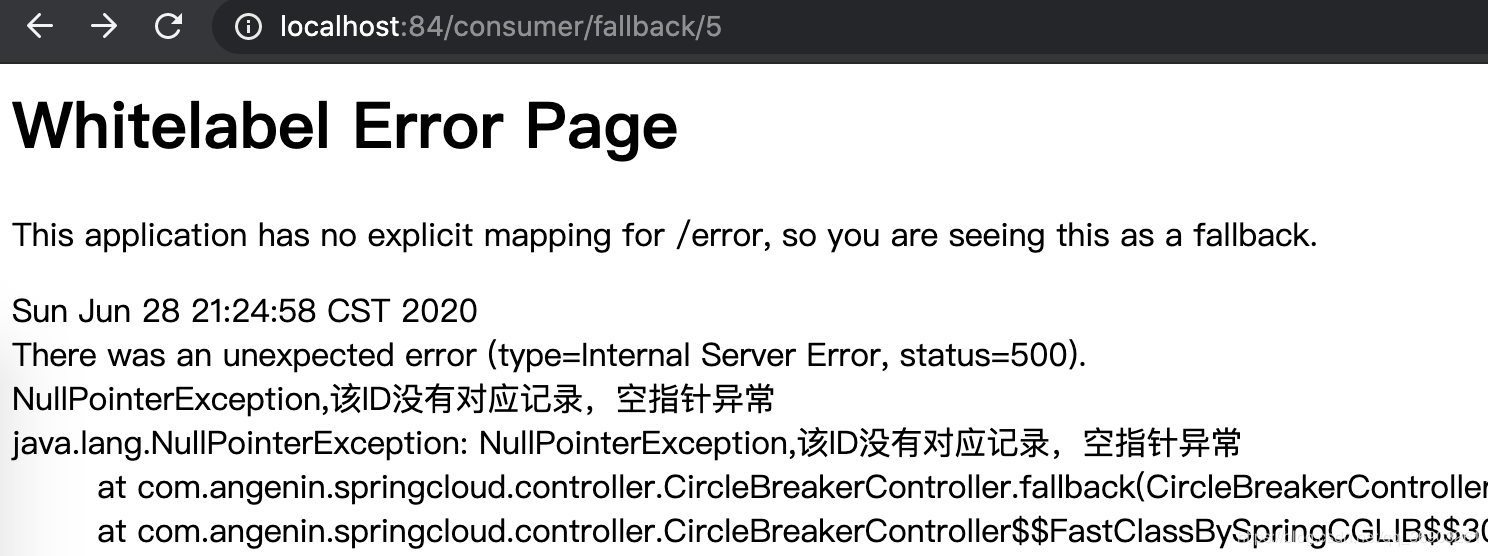 localhost:84/consumer/fallback/5
Whitelabel Error Page
This application has no explicit mapping for /error, so you are seeing this as a fallback.
Sun Jun 28 21:24:58 CST 2020
There was an unexpected error (type=Internal Server Error, status=500).
NullPointerException,该ID没有对应记录，空指针异常
java.lang.NullPointerException: NullPointerException,该ID没有对应记录，空指针异常
at com.angenin.springcloud.controller.CircleBreakerController.fallback(CircleBreakerController
at com.angenin.springcloud.controller.CircleBreakerController$$FastClassBySpringCGLIB$$30